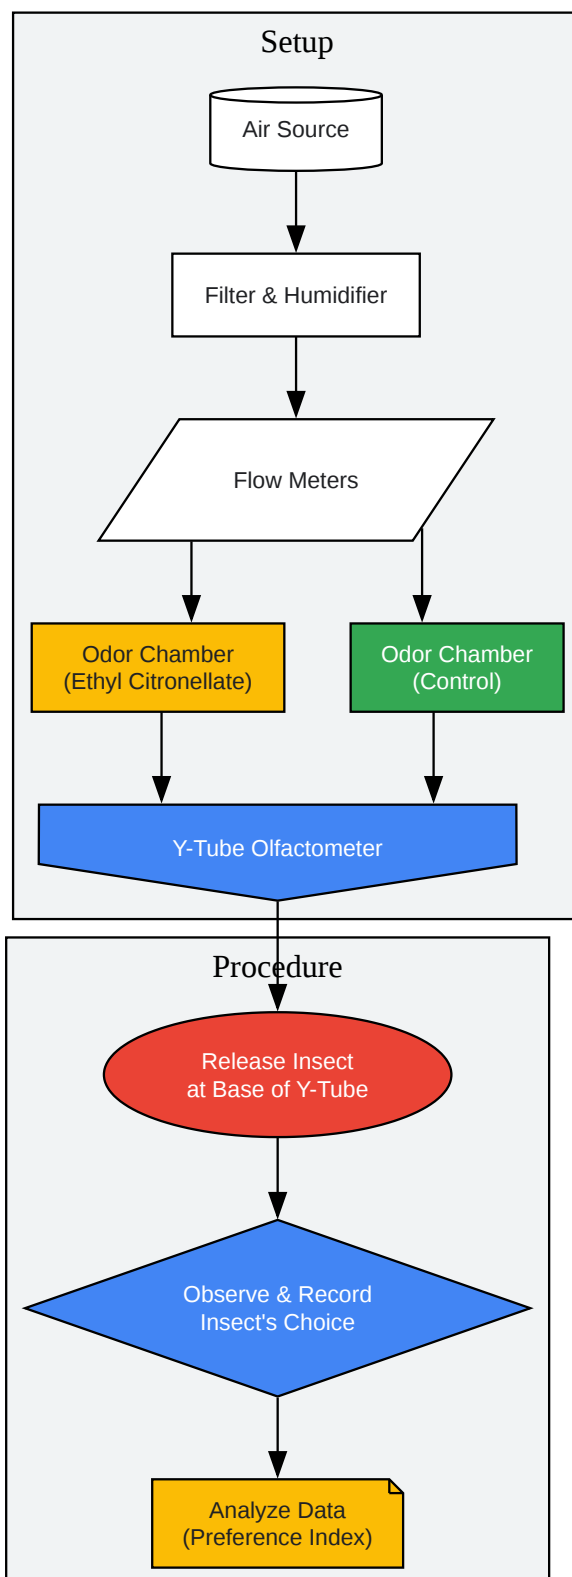 Setup
Air Source
Filter & Humidifier
Flow Meters
Odor Chamber
(Ethyl Citronellate)
Odor Chamber
(Control)
Y-Tube Olfactometer
Procedure
Release Insect
at Base of Y-Tube
Observe & Record
Insect's Choice
Analyze Data
(Preference Index)